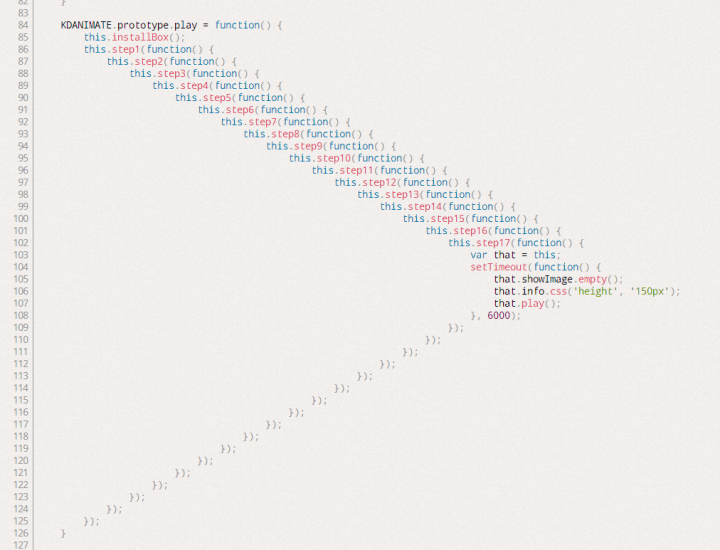 82 }
83
84 KDANIMATE.prototype.play = function() {
85 this.installBox();
86 this.step1(function() {
87 this.step2(function() {
88 this.step3(function() {
89 this.step4(function() {
90 this.step5(function() {
91 this.step6(function() {
92 this.step7(function() {
93 this.step8(function() {
94 this.step9(function() {
95 this.step10(function() {
96 this.step11(function() {
97 this.step12(function() {
98 this.step13(function() {
99 this.step14(function() {
100 this.step15(function() {
101 this.step16(function() {
102 this.step17(function() {
103 var that = this;
104 setTimeout(function() {
105 that.showImage.empty();
106 that.info.css('height', '150px');
107 that.play();
108 }, 6000);
109 });
110 });
111 });
112 });
113 });
114 });
115 });
116 });
117 });
118 });
119 });
120 });
121 });
122 });
123 });
124 });
125 });
126 }
127